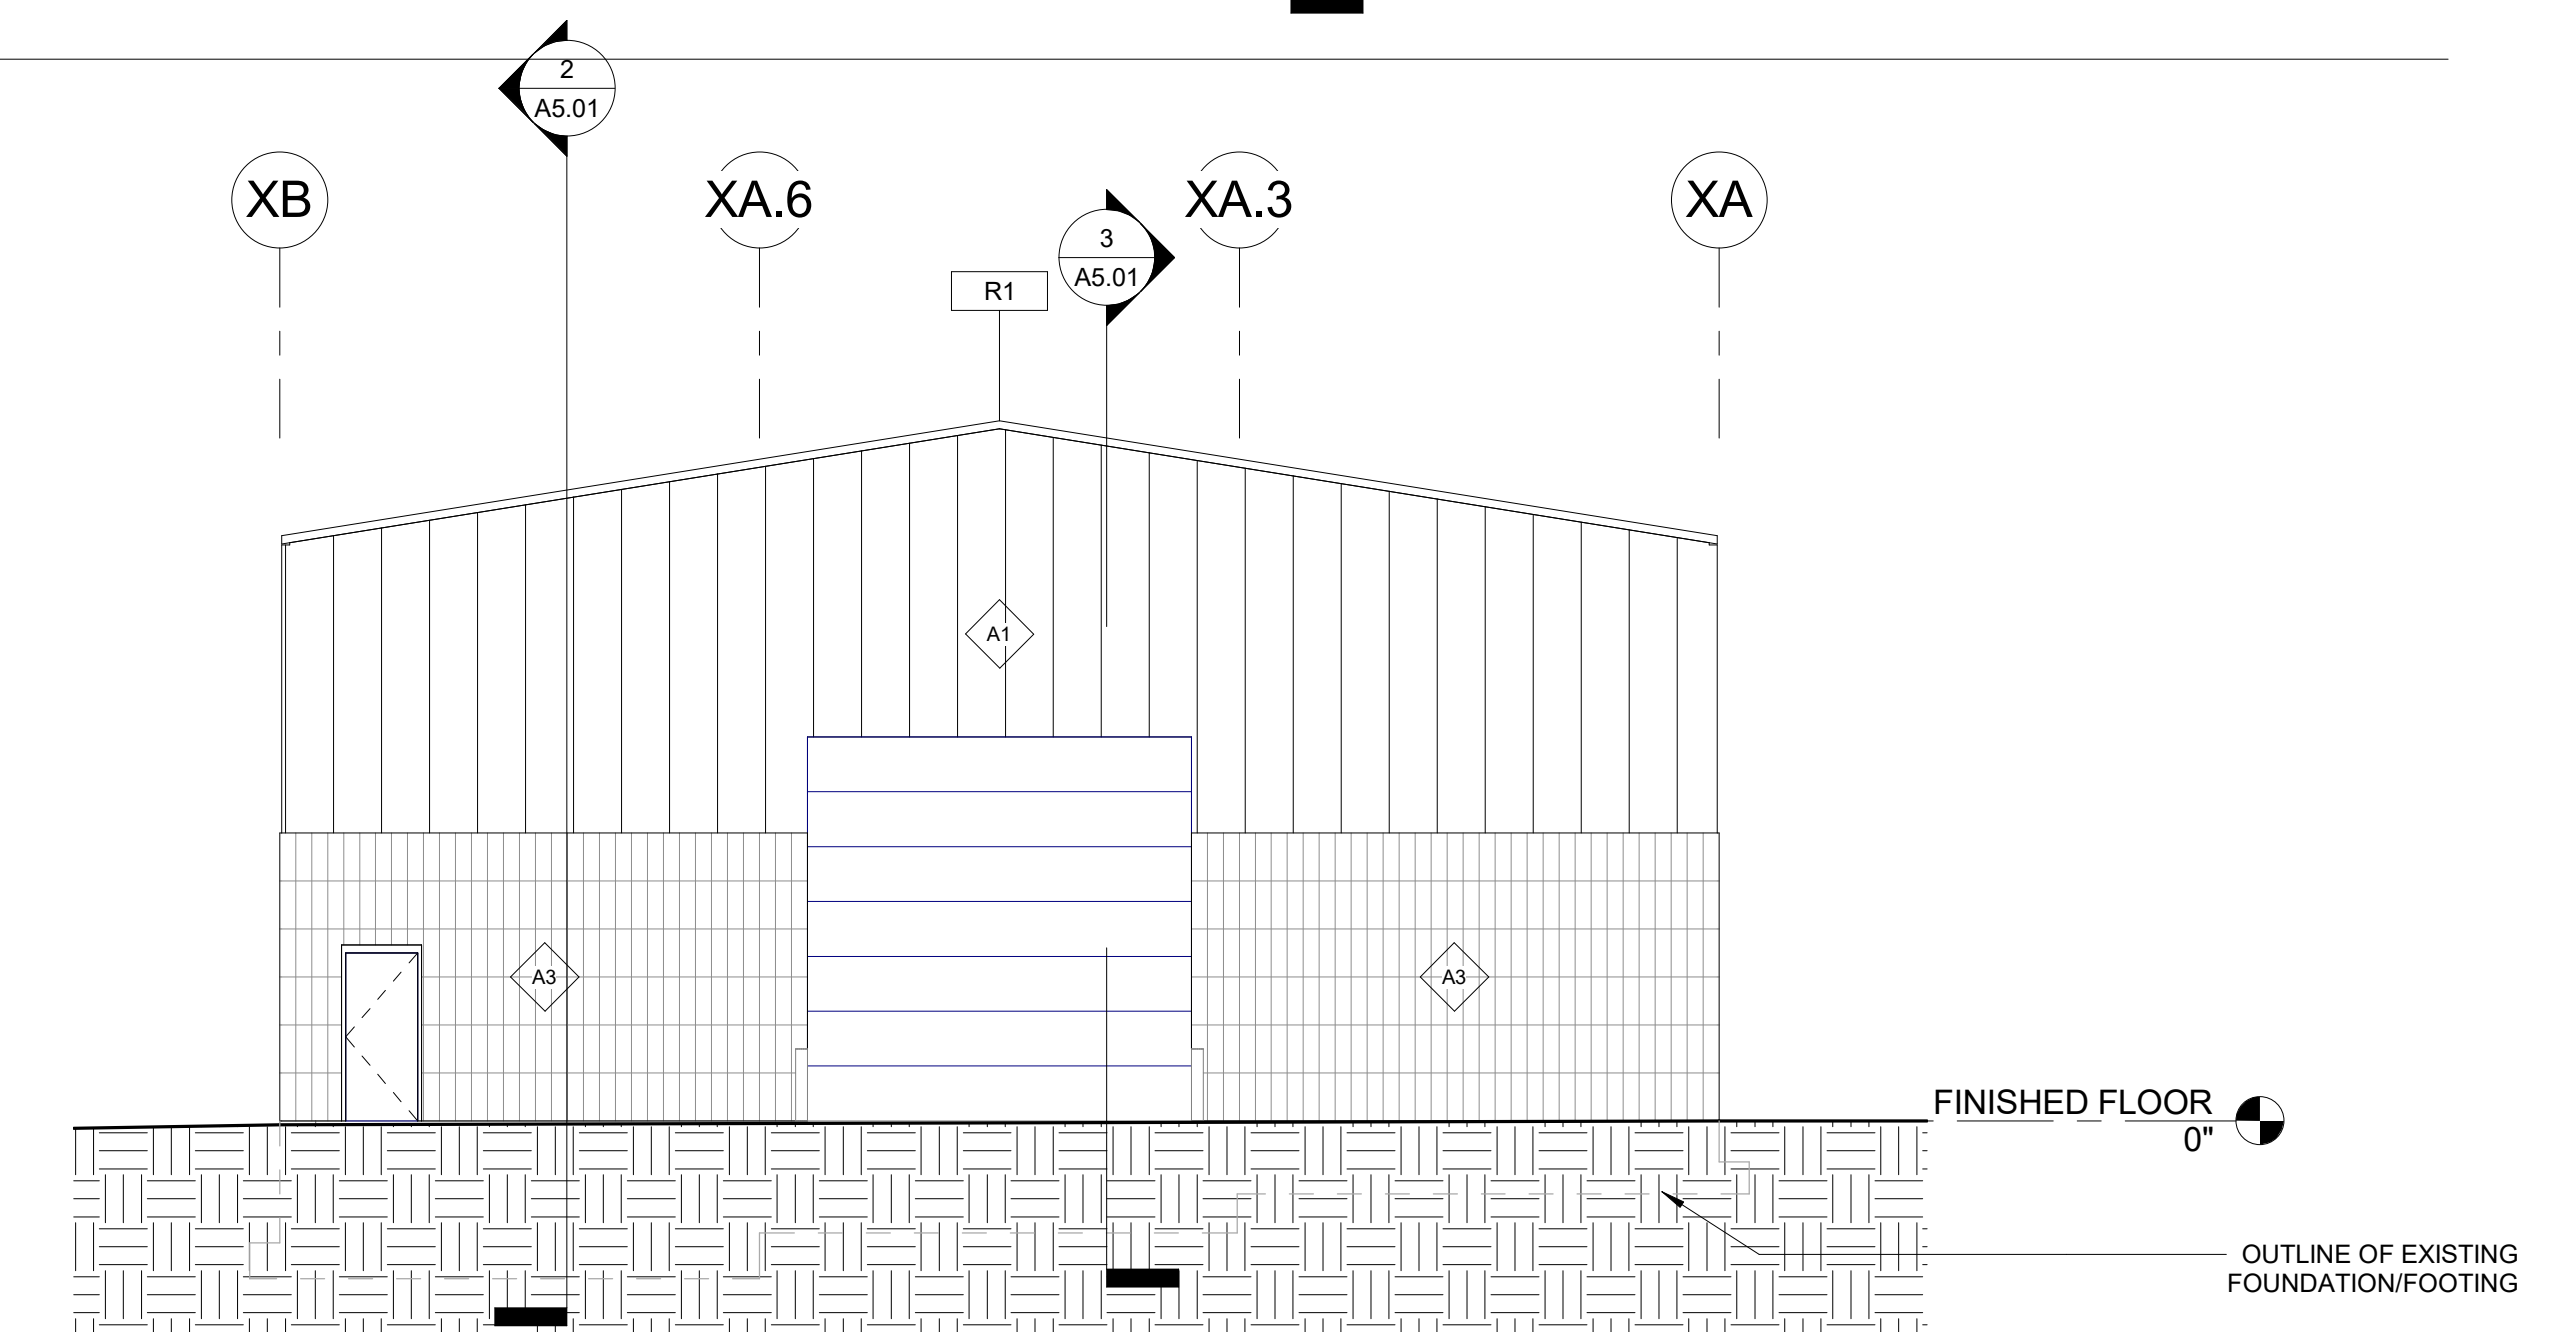 2
A5.01
XB
XA.6
XA.3
XA
3
A5.01
R1
A1
A3
A3
FINISHED FLOOR
0"
OUTLINE OF EXISTING
FOUNDATION/FOOTING